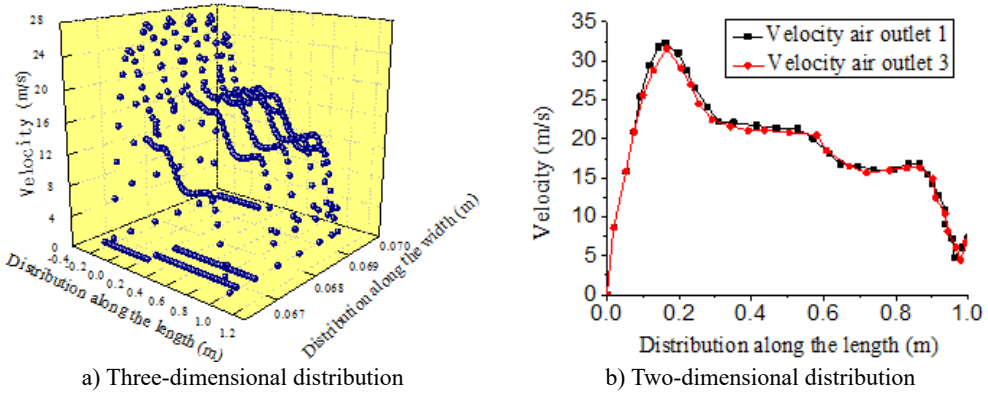 28
24
20
16
12
8
4
0
Velocity (m/s)
-0.4
-0.2
0.0
0.2
0.4
0.6
0.8
1.0
1.2
Distribution along the length (m)
0.067
0.068
0.069
0.070
Distribution along the width (m)
a) Three-dimensional distribution
35
30
25
20
15
10
5
0
Velocity (m/s)
Velocity air outlet 1
Velocity air outlet 3
0.0 0.2 0.4 0.6 0.8 1.0
Distribution along the length (m)
b) Two-dimensional distribution